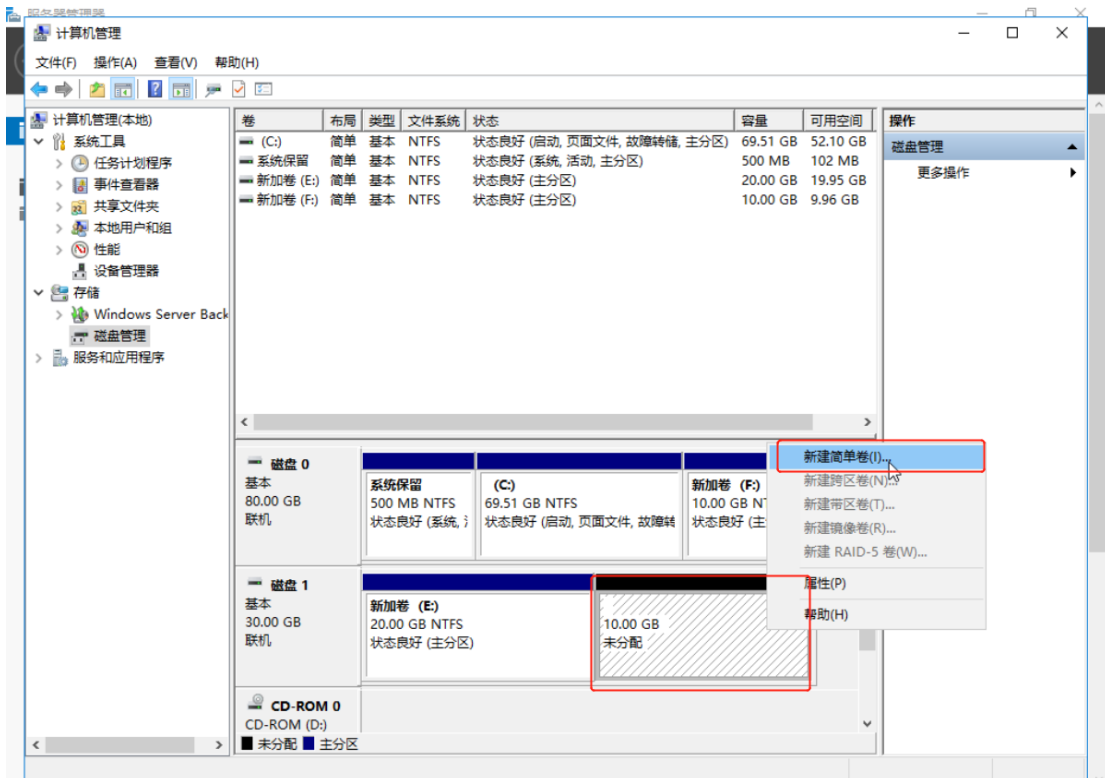 服务器管理器
计算机管理
文件(F) 操作(A) 查看(V) 帮助(H)
计算机管理(本地)
系统工具
任务计划程序
事件查看器
共享文件夹
本地用户和组
性能
设备管理器
存储
Windows Server Back
磁盘管理
服务和应用程序
卷 布局 类型 文件系统 状态 容量 可用空间
(C:) 简单 基本 NTFS 状态良好 (启动, 页面文件, 故障转储, 主分区) 69.51 GB 52.10 GB
系统保留 简单 基本 NTFS 状态良好 (系统, 活动, 主分区) 500 MB 102 MB
新加卷 (E:) 简单 基本 NTFS 状态良好 (主分区) 20.00 GB 19.95 GB
新加卷 (F:) 简单 基本 NTFS 状态良好 (主分区) 10.00 GB 9.96 GB
操作
磁盘管理
更多操作
磁盘 0
基本
80.00 GB
联机
系统保留
500 MB NTFS
状态良好 (系统, 
(C:)
69.51 GB NTFS
状态良好 (启动, 页面文件, 故障转
新加卷 (F:)
10.00 GB NT
状态良好 (主
新建简单卷(I)...
新建跨区卷(N)...
新建带区卷(T)...
新建镜像卷(R)...
新建 RAID-5 卷(W)...
属性(P)
帮助(H)
磁盘 1
基本
30.00 GB
联机
新加卷 (E:)
20.00 GB NTFS
状态良好 (主分区)
10.00 GB
未分配
CD-ROM 0
CD-ROM (D:)
未分配 主分区